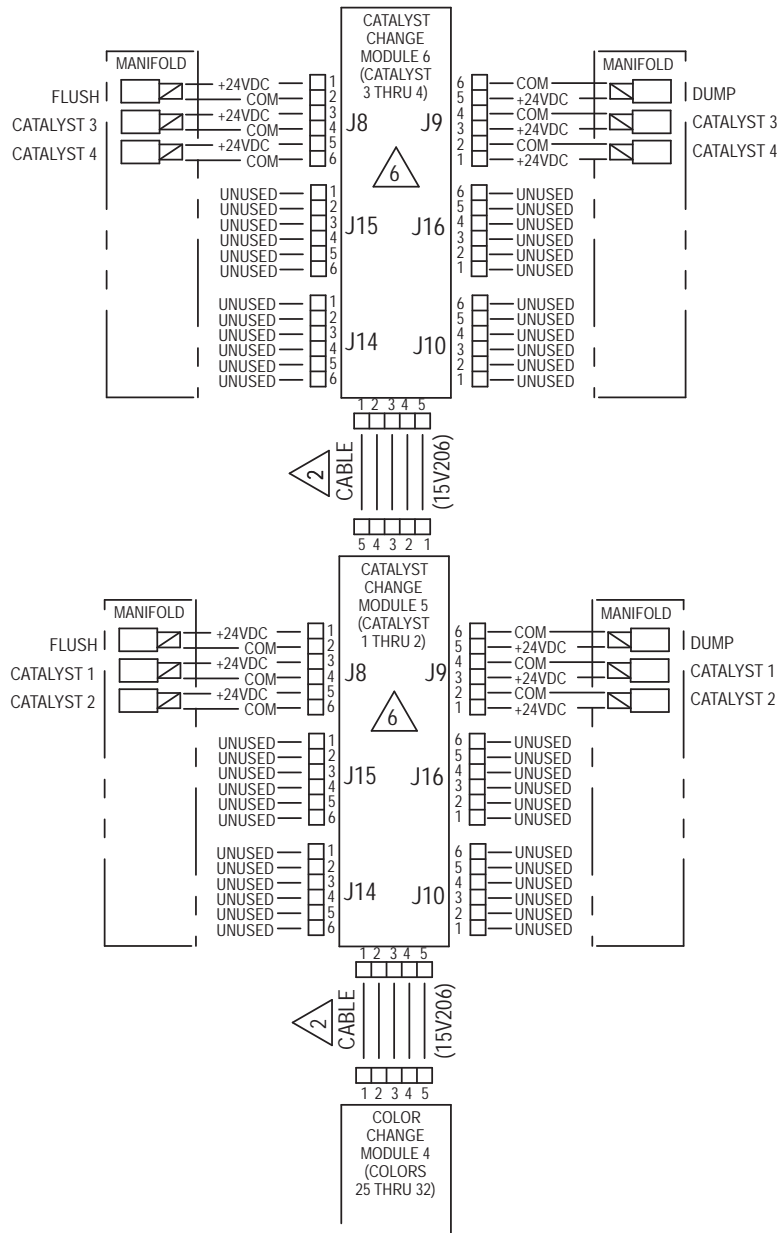 CATALYST
CHANGE
MODULE 6
(CATALYST
3 THRU 4)
MANIFOLD
FLUSH
CATALYST 3
CATALYST 4
+24VDC
COM
+24VDC
COM
+24VDC
COM
1
2
3
4
5
6
J8
J9
6
6
5
4
3
2
1
COM
+24VDC
COM
+24VDC
COM
+24VDC
MANIFOLD
DUMP
CATALYST 3
CATALYST 4
UNUSED 1
UNUSED 2
UNUSED 3
UNUSED 4
UNUSED 5
UNUSED 6
J15
J16
6 UNUSED
5 UNUSED
4 UNUSED
3 UNUSED
2 UNUSED
1 UNUSED
UNUSED 1
UNUSED 2
UNUSED 3
UNUSED 4
UNUSED 5
UNUSED 6
J14
J10
6 UNUSED
5 UNUSED
4 UNUSED
3 UNUSED
2 UNUSED
1 UNUSED
1 2 3 4 5
2
CABLE
(15V206)
5 4 3 2 1
CATALYST
CHANGE
MODULE 5
(CATALYST
1 THRU 2)
MANIFOLD
FLUSH
CATALYST 1
CATALYST 2
+24VDC
COM
+24VDC
COM
+24VDC
COM
1
2
3
4
5
6
J8
J9
6
6
5
4
3
2
1
COM
+24VDC
COM
+24VDC
COM
+24VDC
MANIFOLD
DUMP
CATALYST 1
CATALYST 2
UNUSED 1
UNUSED 2
UNUSED 3
UNUSED 4
UNUSED 5
UNUSED 6
J15
J16
6 UNUSED
5 UNUSED
4 UNUSED
3 UNUSED
2 UNUSED
1 UNUSED
UNUSED 1
UNUSED 2
UNUSED 3
UNUSED 4
UNUSED 5
UNUSED 6
J14
J10
6 UNUSED
5 UNUSED
4 UNUSED
3 UNUSED
2 UNUSED
1 UNUSED
1 2 3 4 5
2
CABLE
(15V206)
1 2 3 4 5
COLOR
CHANGE
MODULE 4
(COLORS
25 THRU 32)